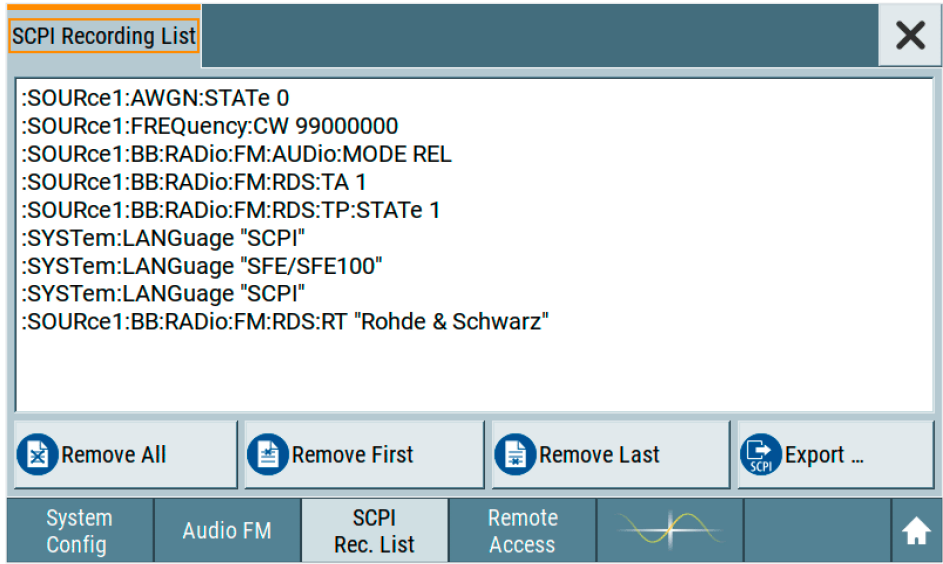 SCPI Recording List
:SOURce1:AWGN:STATe 0
:SOURce1:FREQuency:CW 99000000
:SOURce1:BB:RADio:FM:AUDio:MODE REL
:SOURce1:BB:RADio:FM:RDS:TA 1
:SOURce1:BB:RADio:FM:RDS:TP:STATe 1
:SYSTem:LANGuage "SCPI"
:SYSTem:LANGuage "SFE/SFE100"
:SYSTem:LANGuage "SCPI"
:SOURce1:BB:RADio:FM:RDS:RT "Rohde & Schwarz"
Remove All
Remove First
Remove Last
SCPI
Export ...
System
Config
Audio FM
SCPI
Rec. List
Remote
Access